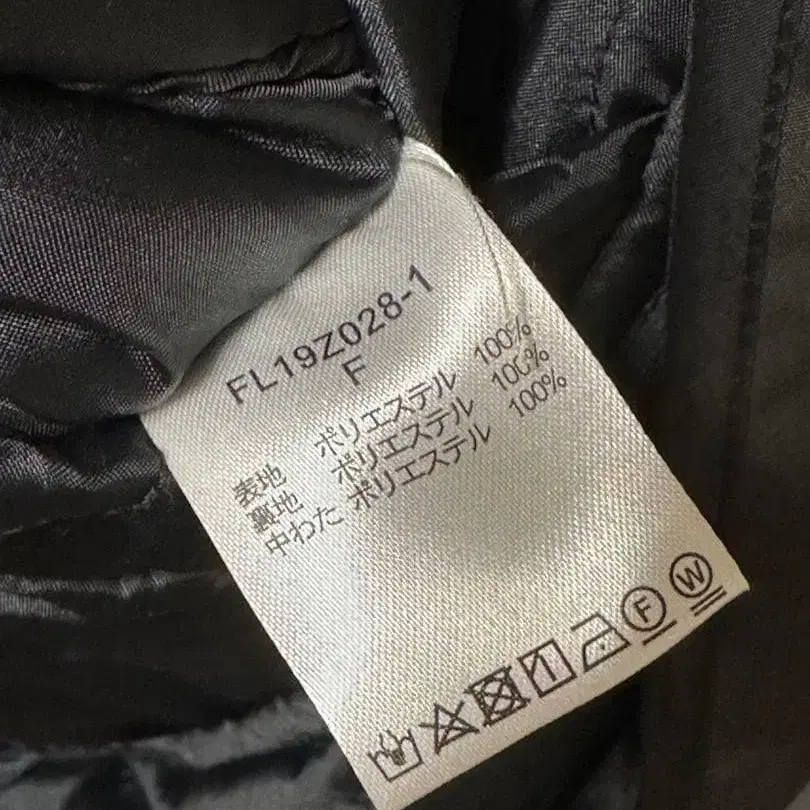 FL19Z028-1
F
表地 ポリエステル 100%
裏地 ポリエステル 100%
中わた ポリエステル 100%
F W